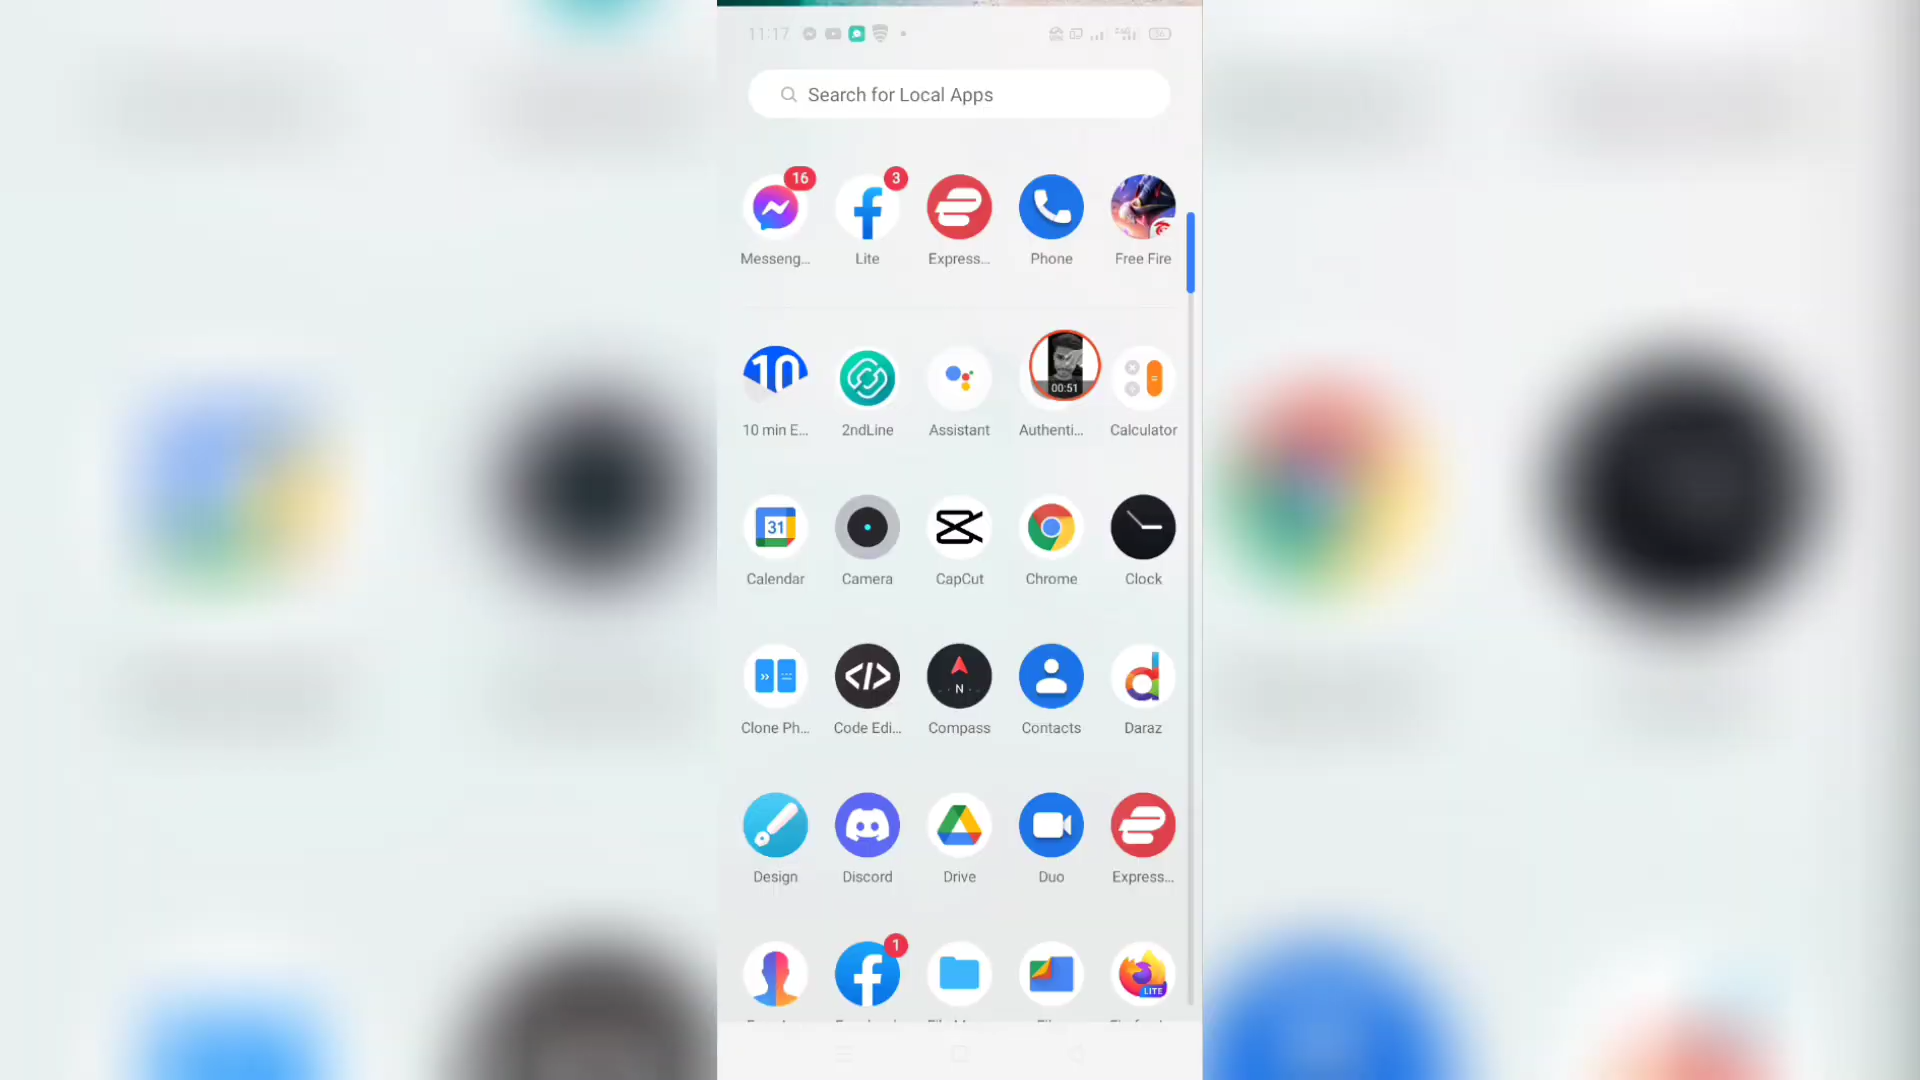 11:17
Search for Local Apps
16
3
Messeng...
Lite
Express...
Phone
Free Fire
10
00:51
10 min E...
2ndLine
Assistant
Authenti...
Calculator
31
Calendar
Camera
CapCut
Chrome
Clock
N
Clone Ph...
Code Edi...
Compass
Contacts
Daraz
Design
Discord
Drive
Duo
Express...
1
LITE